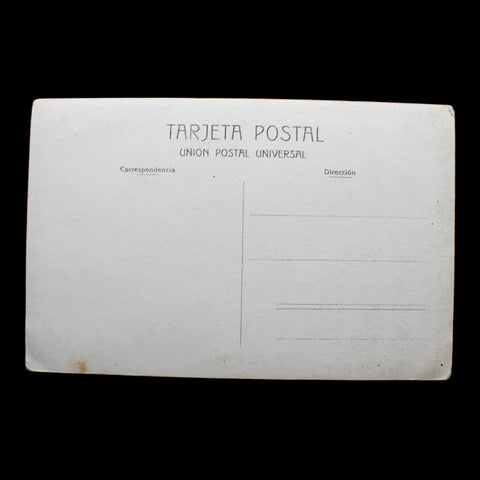 TARJETA POSTAL
UNION POSTAL UNIVERSAL
Correspondencia
Dirección